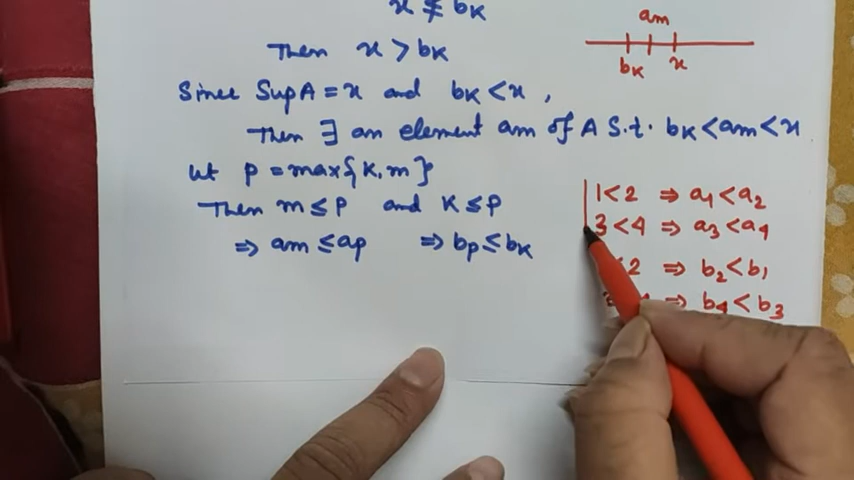 x ≰ bK
Then x > bK
am
bK x
Since Sup A = x and bK < x ,
Then ∃ an element am of A S.t. bK < am < x
let p = max{K, m}
Then m ≤ p and K ≤ p
⇒ am ≤ ap ⇒ bp ≤ bK
1 < 2 ⇒ a1 < a2
3 < 4 ⇒ a3 < a4
< 2 ⇒ b2 < b1
⇒ b4 < b3